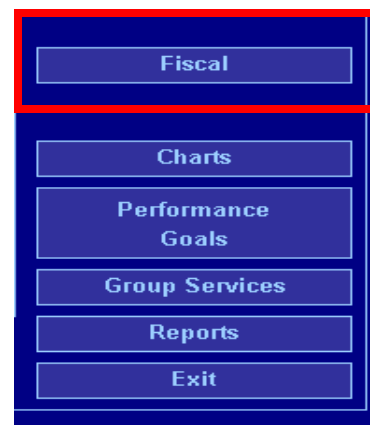 Fiscal
Charts
Performance
Goals
Group Services
Reports
Exit